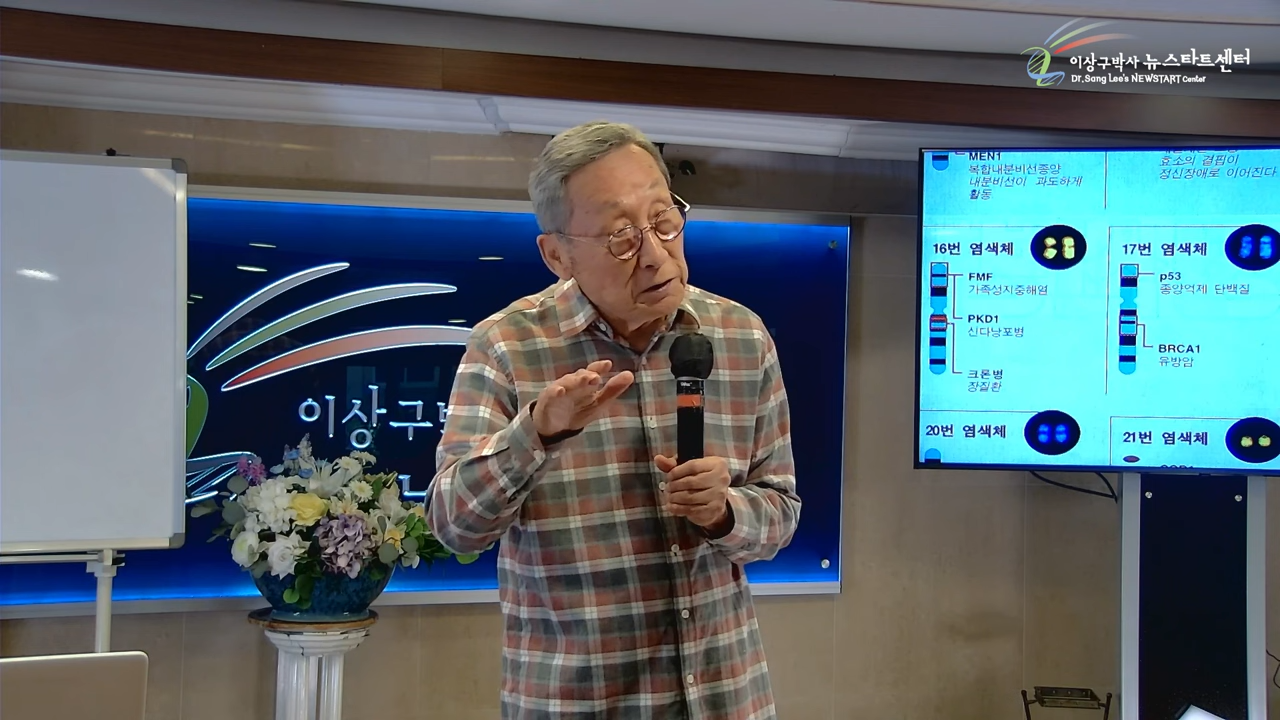 이상구박사 뉴스타트센터
Dr. Sang Lee's NEWSTART Center
이상구
MEN1
복합내분비선종양
내분비선이 과도하게
활동
효소의 결핍이
정신장애로 이어진다
16번 염색체
FMF
가족성지중해열
PKD1
신다낭포병
크론병
장질환
17번 염색체
p53
종양억제 단백질
BRCA1
유방암
20번 염색체
21번 염색체